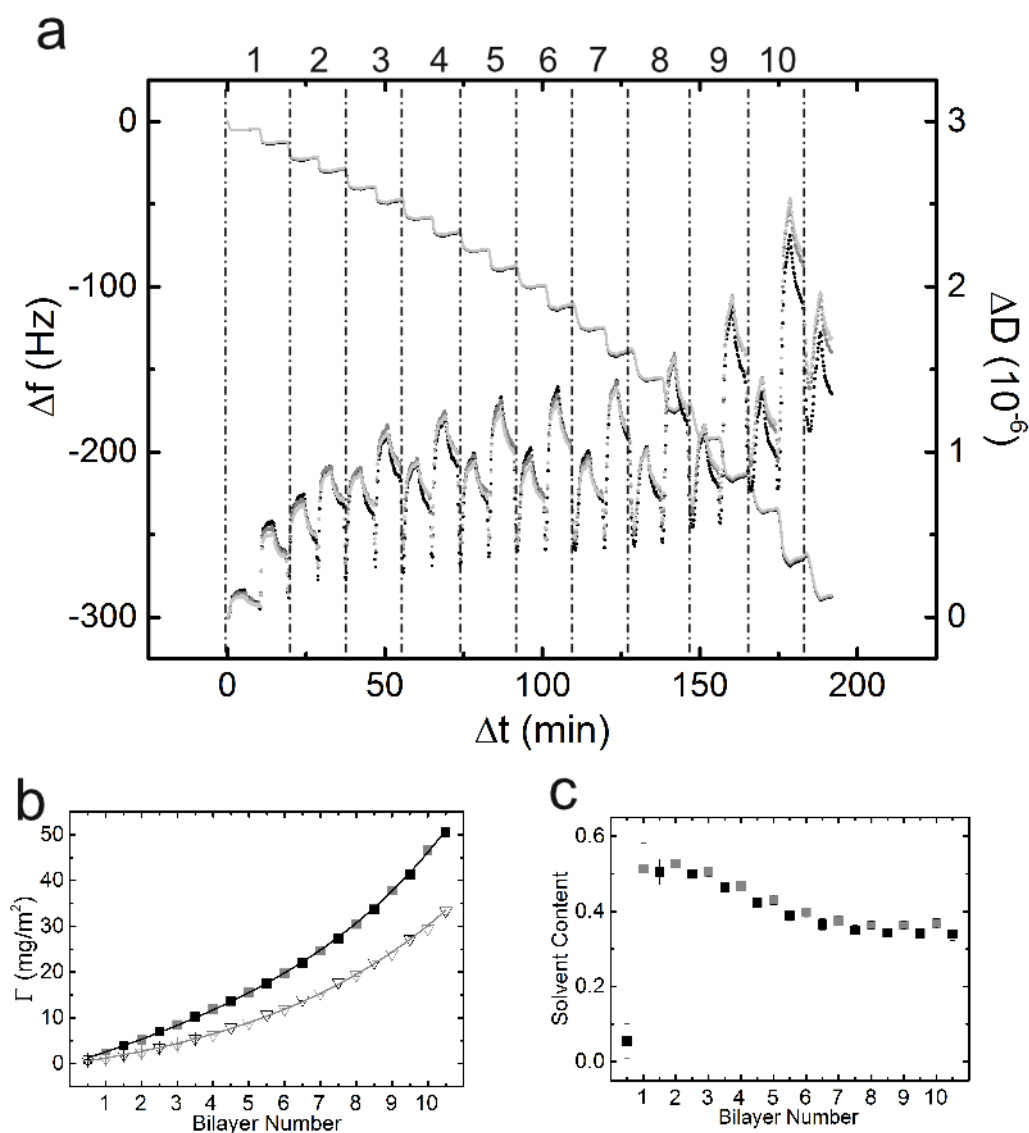 a
1 2 3 4 5 6 7 8 9 10
0
-100
-200
-300
Δf (Hz)
3
2
1
0
ΔD (10⁻⁶)
0 50 100 150 200
Δt (min)
b
50
40
30
20
10
0
Γ (mg/m²)
1 2 3 4 5 6 7 8 9 10
Bilayer Number
c
0.6
0.4
0.2
0.0
Solvent Content
1 2 3 4 5 6 7 8 9 10
Bilayer Number